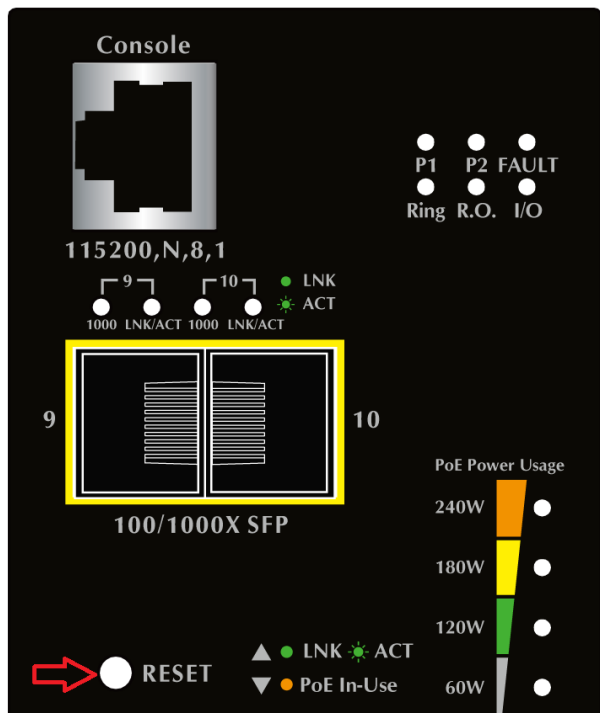 Console
P1 P2 FAULT
Ring R.O. I/O
115200,N,8,1
9 10 LNK
1000 LNK/ACT 1000 LNK/ACT ACT
9 10
100/1000X SFP
PoE Power Usage
240W
180W
120W
RESET LNK ACT
PoE In-Use 60W